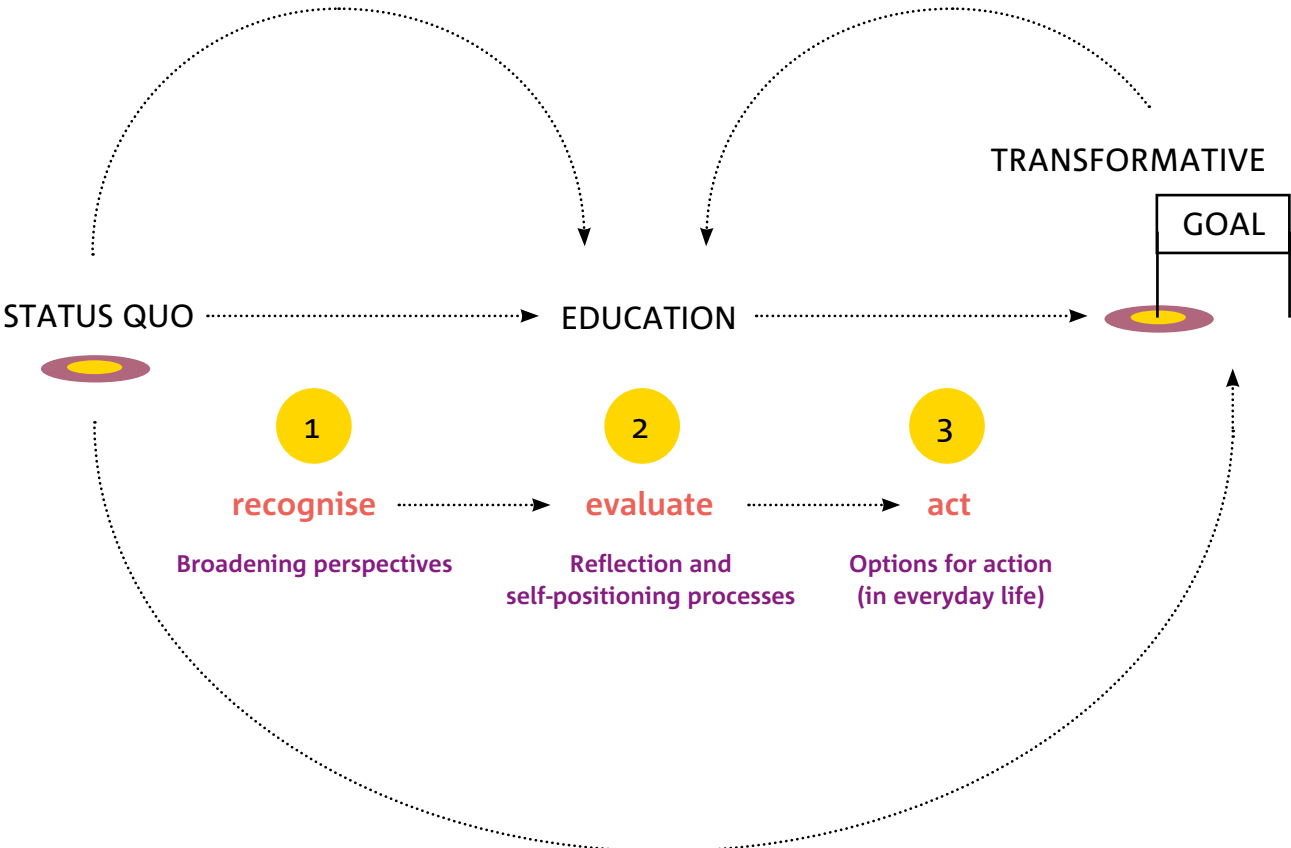 TRANSFORMATIVE
GOAL
STATUS QUO
EDUCATION
1
2
3
recognise
evaluate
act
Broadening perspectives
Reflection and
self-positioning processes
Options for action
(in everyday life)